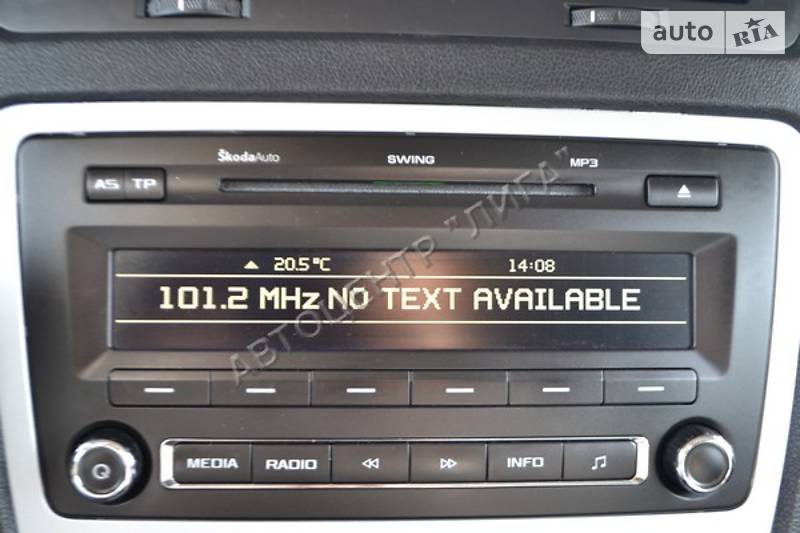 auto RIA
ŠkodaAuto SWING MP3
AS TP
20.5°C 14:08
101.2 MHz NO TEXT AVAILABLE
АВТОЦЕНТР "ЛИГА"
MEDIA RADIO INFO